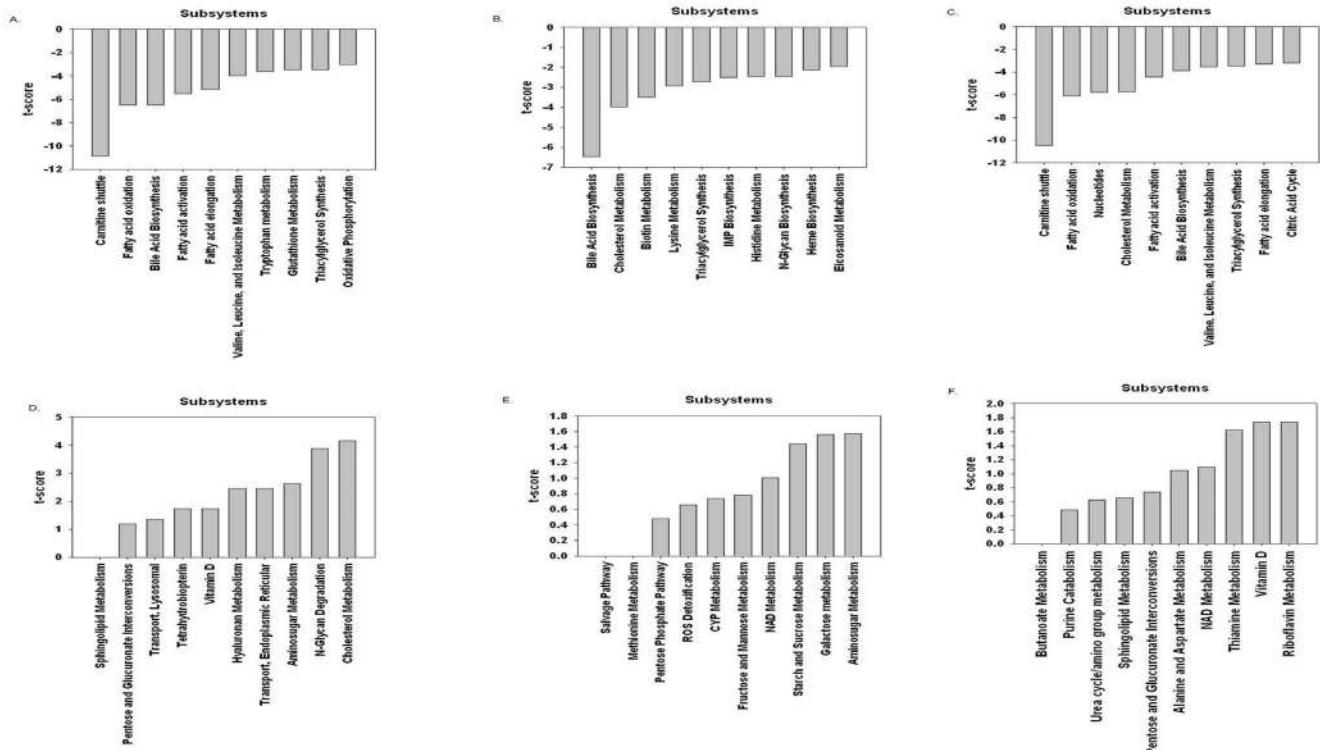 A.
Subsystems
t-score
0
-2
-4
-6
-8
-10
-12
Carnitine shuttle
Fatty acid oxidation
Bile Acid Biosynthesis
Fatty acid activation
Fatty acid elongation
Valine, Leucine, and Isoleucine Metabolism
Tryptophan metabolism
Glutathione Metabolism
Triacylglycerol Synthesis
Oxidative Phosphorylation
B.
Subsystems
t-score
0
-1
-2
-3
-4
-5
-6
-7
Bile Acid Biosynthesis
Cholesterol Metabolism
Biotin Metabolism
Lysine Metabolism
Triacylglycerol Synthesis
IMP Biosynthesis
Histidine Metabolism
N-Glycan Biosynthesis
Heme Biosynthesis
Eicosanoid Metabolism
C.
Subsystems
t-score
0
-2
-4
-6
-8
-10
-12
Carnitine shuttle
Fatty acid oxidation
Nucleotides
Cholesterol Metabolism
Fatty acid activation
Bile Acid Biosynthesis
Valine, Leucine, and Isoleucine Metabolism
Triacylglycerol Synthesis
Fatty acid elongation
Citric Acid Cycle
D.
Subsystems
t-score
5
4
3
2
1
0
Sphingolipid Metabolism
Pentose and Glucuronate Interconversions
Transport, Lysosomal
Tetrahydrobiopterin
Vitamin D
Hyaluronan Metabolism
Transport, Endoplasmic Reticular
Aminosugar Metabolism
N-Glycan Degradation
Cholesterol Metabolism
E.
Subsystems
t-score
1.8
1.6
1.4
1.2
1.0
0.8
0.6
0.4
0.2
0.0
Salvage Pathway
Methionine Metabolism
Pentose Phosphate Pathway
ROS Detoxification
CYP Metabolism
Fructose and Mannose Metabolism
NAD Metabolism
Starch and Sucrose Metabolism
Galactose metabolism
Aminosugar Metabolism
F.
Subsystems
t-score
2.0
1.8
1.6
1.4
1.2
1.0
0.8
0.6
0.4
0.2
0.0
Butanoate Metabolism
Purine Catabolism
Urea cycle/amino group metabolism
Sphingolipid Metabolism
Pentose and Glucuronate Interconversions
Alanine and Aspartate Metabolism
NAD Metabolism
Thiamine Metabolism
Vitamin D
Riboflavin Metabolism